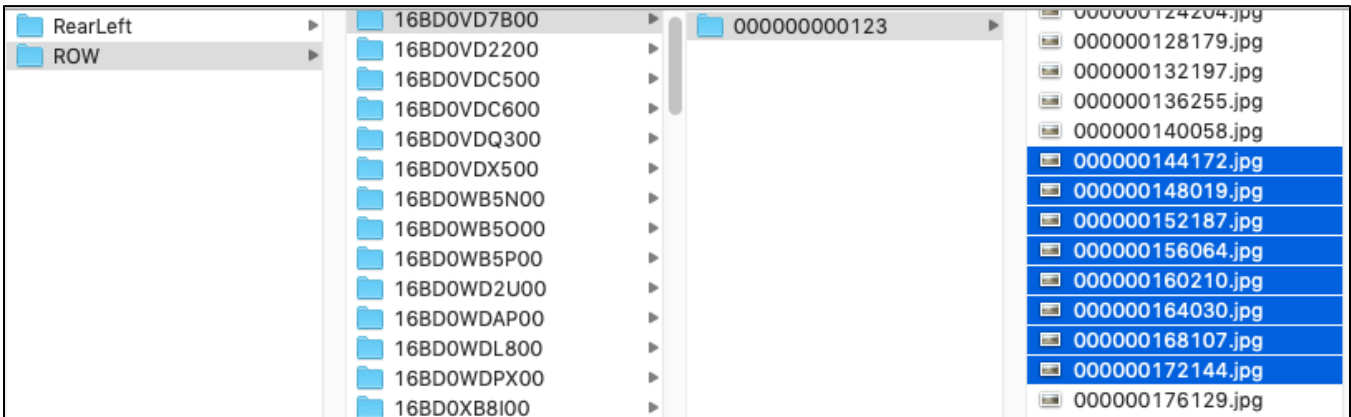 RearLeft
ROW
16BD0VD7B00
16BD0VD2200
16BD0VDC500
16BD0VDC600
16BD0VDQ300
16BD0VDX500
16BD0WB5N00
16BD0WB5O00
16BD0WB5P00
16BD0WD2U00
16BD0WDAP00
16BD0WDL800
16BD0WDPX00
16BD0XB8I00
000000000123
000000124204.jpg
000000128179.jpg
000000132197.jpg
000000136255.jpg
000000140058.jpg
000000144172.jpg
000000148019.jpg
000000152187.jpg
000000156064.jpg
000000160210.jpg
000000164030.jpg
000000168107.jpg
000000172144.jpg
000000176129.jpg